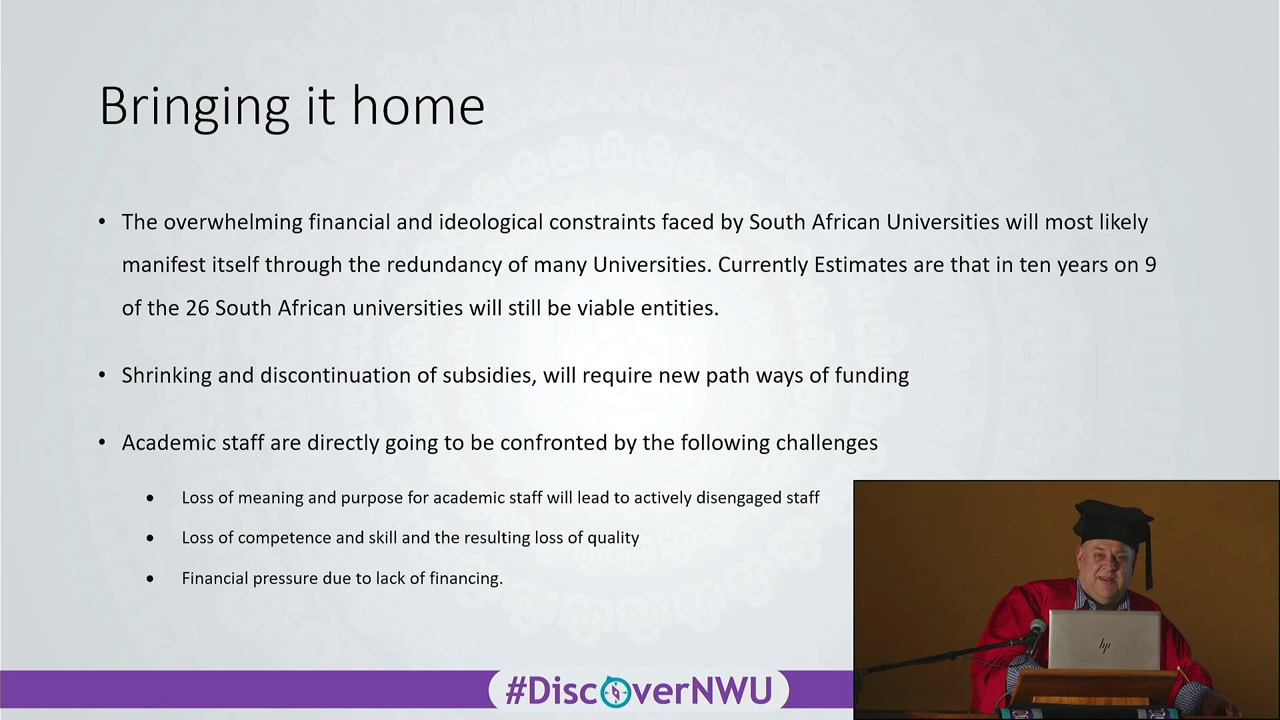 Bringing it home
• The overwhelming financial and ideological constraints faced by South African Universities will most likely
manifest itself through the redundancy of many Universities. Currently Estimates are that in ten years on 9
of the 26 South African universities will still be viable entities.
• Shrinking and discontinuation of subsidies, will require new path ways of funding
• Academic staff are directly going to be confronted by the following challenges
• Loss of meaning and purpose for academic staff will lead to actively disengaged staff
• Loss of competence and skill and the resulting loss of quality
• Financial pressure due to lack of financing.
hp
#DiscoverNWU